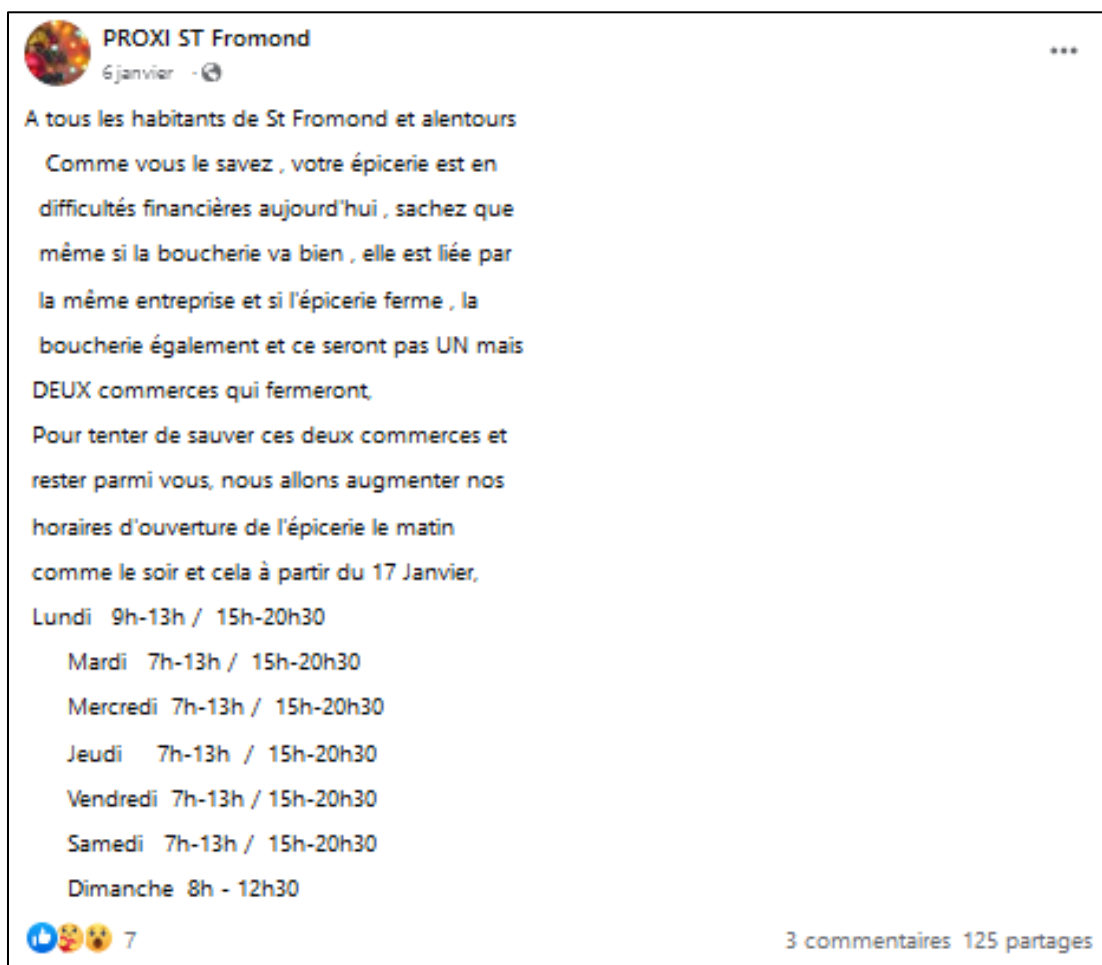 PROXI ST Fromond
6 janvier ·
A tous les habitants de St Fromond et alentours
Comme vous le savez , votre épicerie est en
difficultés financières aujourd'hui , sachez que
même si la boucherie va bien , elle est liée par
la même entreprise et si l'épicerie ferme , la
boucherie également et ce seront pas UN mais
DEUX commerces qui fermeront,
Pour tenter de sauver ces deux commerces et
rester parmi vous, nous allons augmenter nos
horaires d'ouverture de l'épicerie le matin
comme le soir et cela à partir du 17 Janvier,
Lundi 9h-13h / 15h-20h30
Mardi 7h-13h / 15h-20h30
Mercredi 7h-13h / 15h-20h30
Jeudi 7h-13h / 15h-20h30
Vendredi 7h-13h / 15h-20h30
Samedi 7h-13h / 15h-20h30
Dimanche 8h - 12h30
7 3 commentaires 125 partages